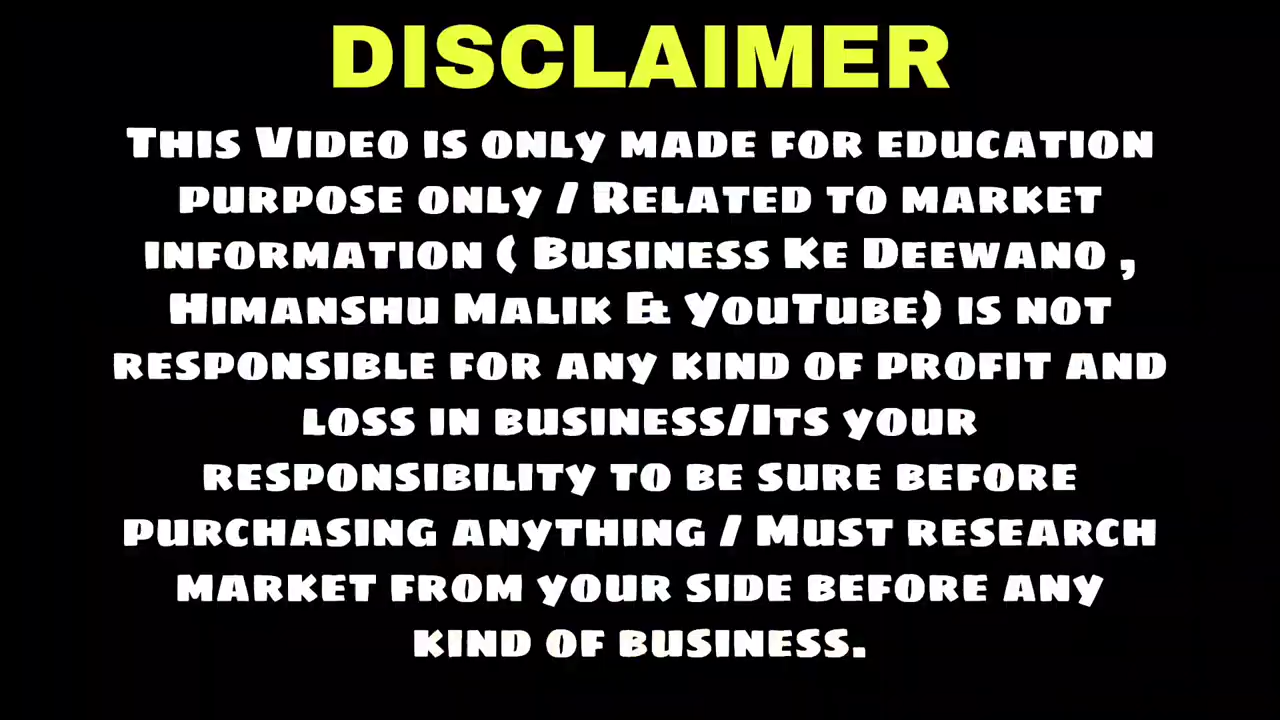 DISCLAIMER
This Video is only made for education
purpose only / Related to market
information ( Business Ke Deewano ,
Himanshu Malik & YouTube) is not
responsible for any kind of profit and
loss in business/Its your
responsibility to be sure before
purchasing anything / Must research
market from your side before any
kind of business.